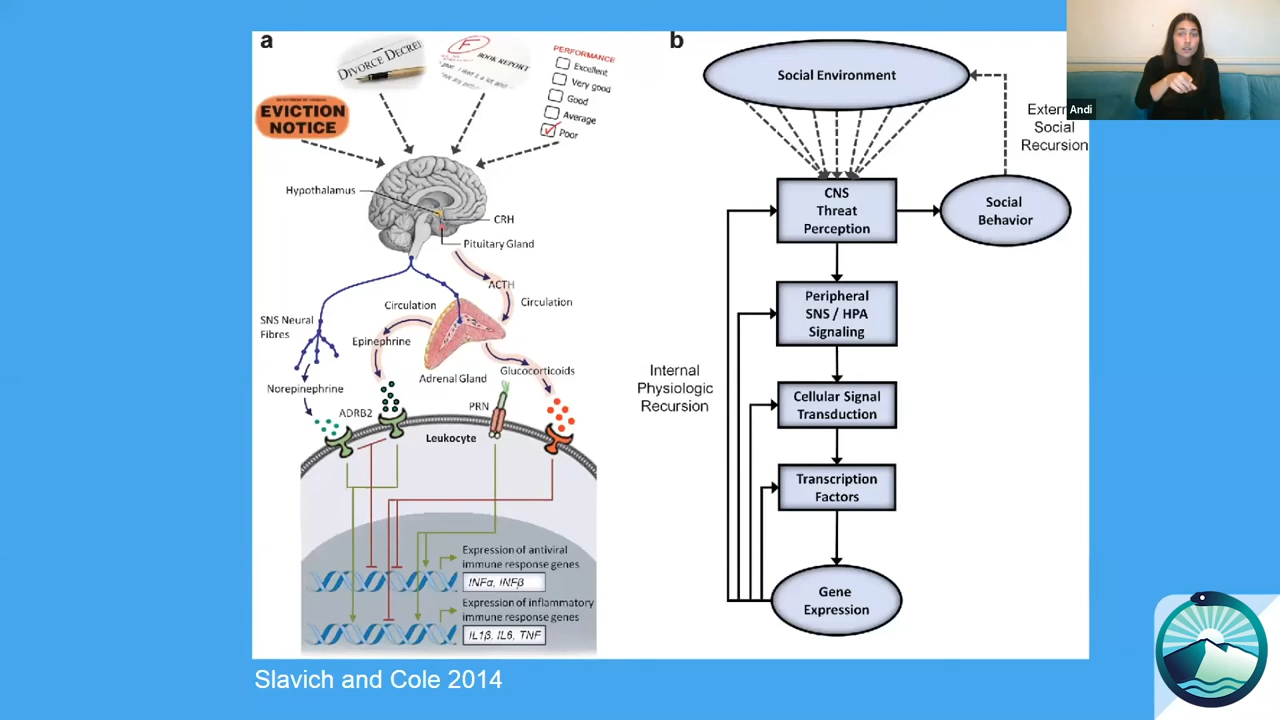 a
DIVORCE DECREE
F
BOOK REPORT
PERFORMANCE
Excellent
Very good
Good
Average
Poor
EVICTION
NOTICE
Hypothalamus
CRH
Pituitary Gland
ACTH
Circulation
Circulation
SNS Neural
Fibres
Epinephrine
Adrenal Gland
Glucocorticoids
Norepinephrine
ADRB2
PRN
Leukocyte
Expression of antiviral
immune response genes
INFα, INFβ
Expression of inflammatory
immune response genes
IL1β, IL6, TNF
b
Social Environment
External
Social
Recursion
CNS
Threat
Perception
Social
Behavior
Peripheral
SNS / HPA
Signaling
Internal
Physiologic
Recursion
Cellular Signal
Transduction
Transcription
Factors
Gene
Expression
Andi
Slavich and Cole 2014